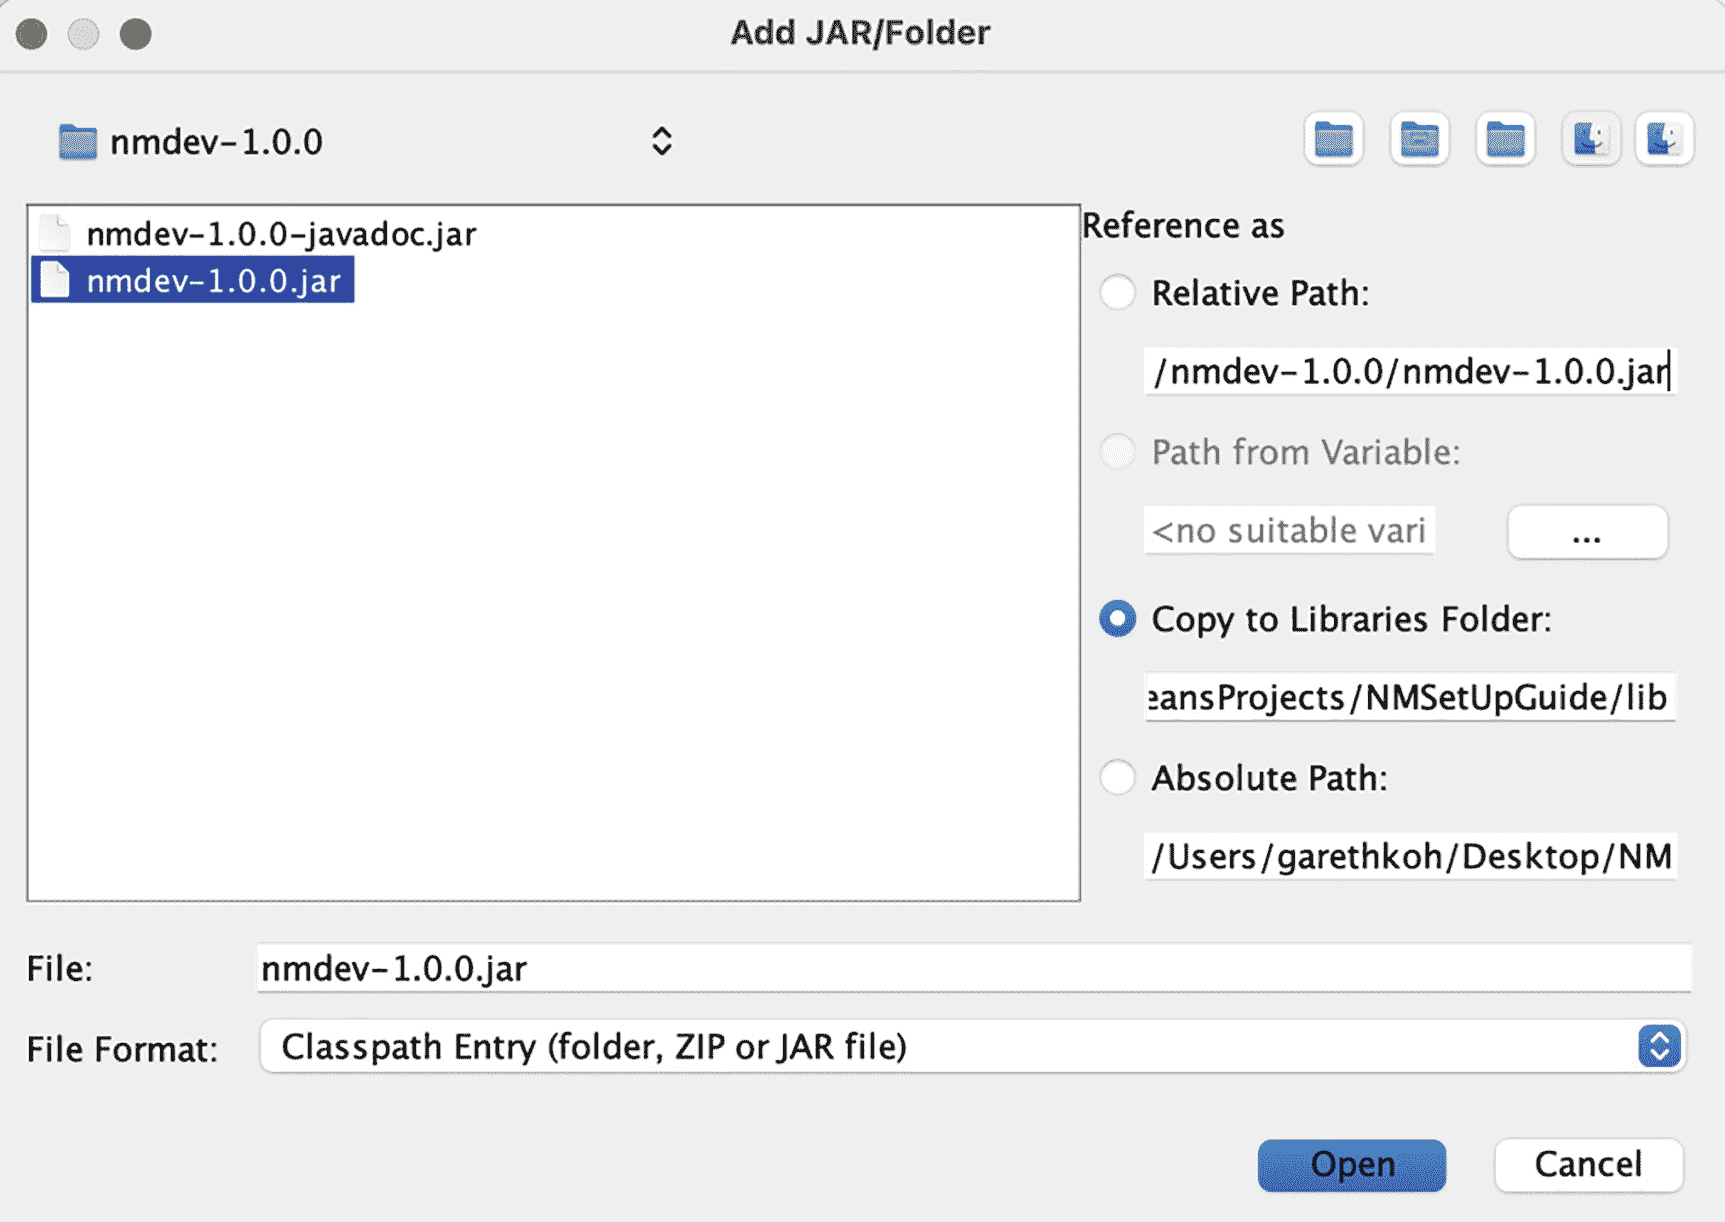 Add JAR/Folder
nmdev-1.0.0
nmdev-1.0.0-javadoc.jar
nmdev-1.0.0.jar
Reference as
Relative Path:
/nmdev-1.0.0/nmdev-1.0.0.jar
Path from Variable:
<no suitable vari
...
Copy to Libraries Folder:
eansProjects/NMSetUpGuide/lib
Absolute Path:
/Users/garethkoh/Desktop/NM
File:
nmdev-1.0.0.jar
File Format:
Classpath Entry (folder, ZIP or JAR file)
Open
Cancel